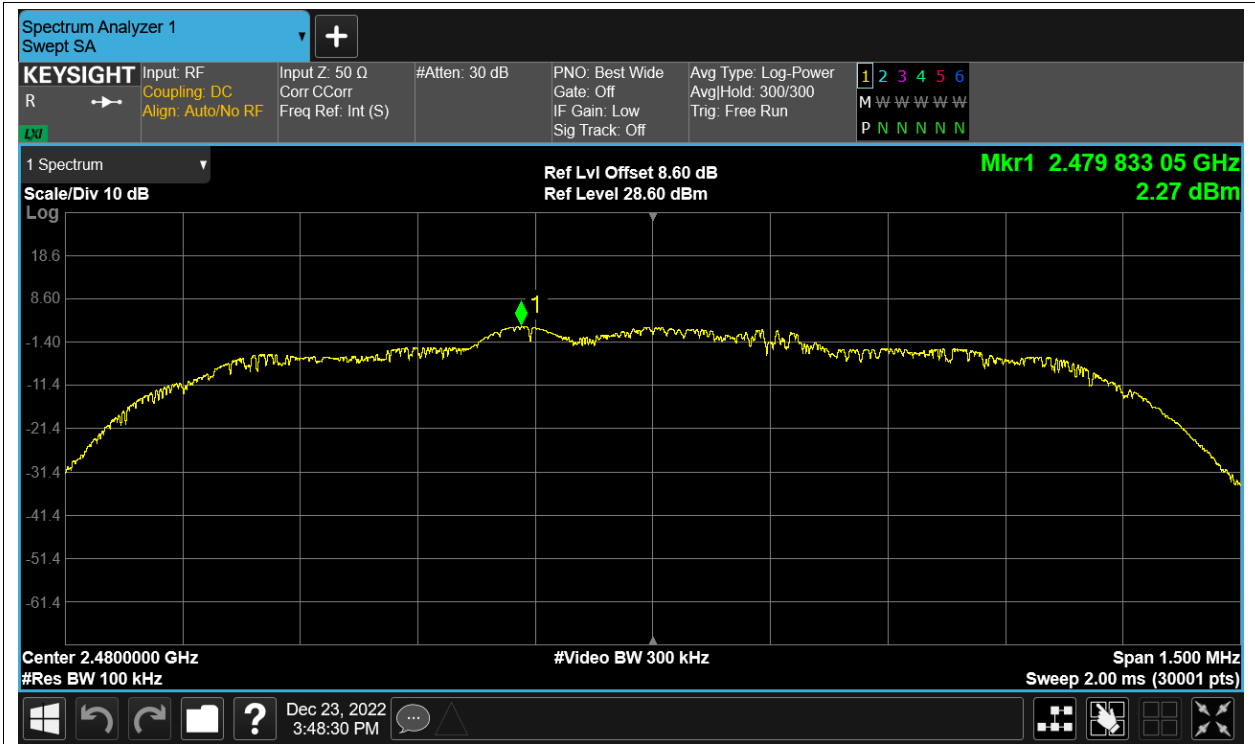 Spectrum Analyzer 1
Swept SA
KEYSIGHT
R
LXI
Input: RF
Coupling: DC
Align: Auto/No RF
Input Z: 50 Ω
Corr CCorr
Freq Ref: Int (S)
#Atten: 30 dB
PNO: Best Wide
Gate: Off
IF Gain: Low
Sig Track: Off
Avg Type: Log-Power
Avg|Hold: 300/300
Trig: Free Run
1 2 3 4 5 6
M W W W W W
P N N N N N
1 Spectrum
Scale/Div 10 dB
Log
Ref Lvl Offset 8.60 dB
Ref Level 28.60 dBm
Mkr1 2.479 833 05 GHz
2.27 dBm
18.6
8.60
-1.40
-11.4
-21.4
-31.4
-41.4
-51.4
-61.4
1
Center 2.4800000 GHz
#Res BW 100 kHz
#Video BW 300 kHz
Span 1.500 MHz
Sweep 2.00 ms (30001 pts)
?
Dec 23, 2022
3:48:30 PM